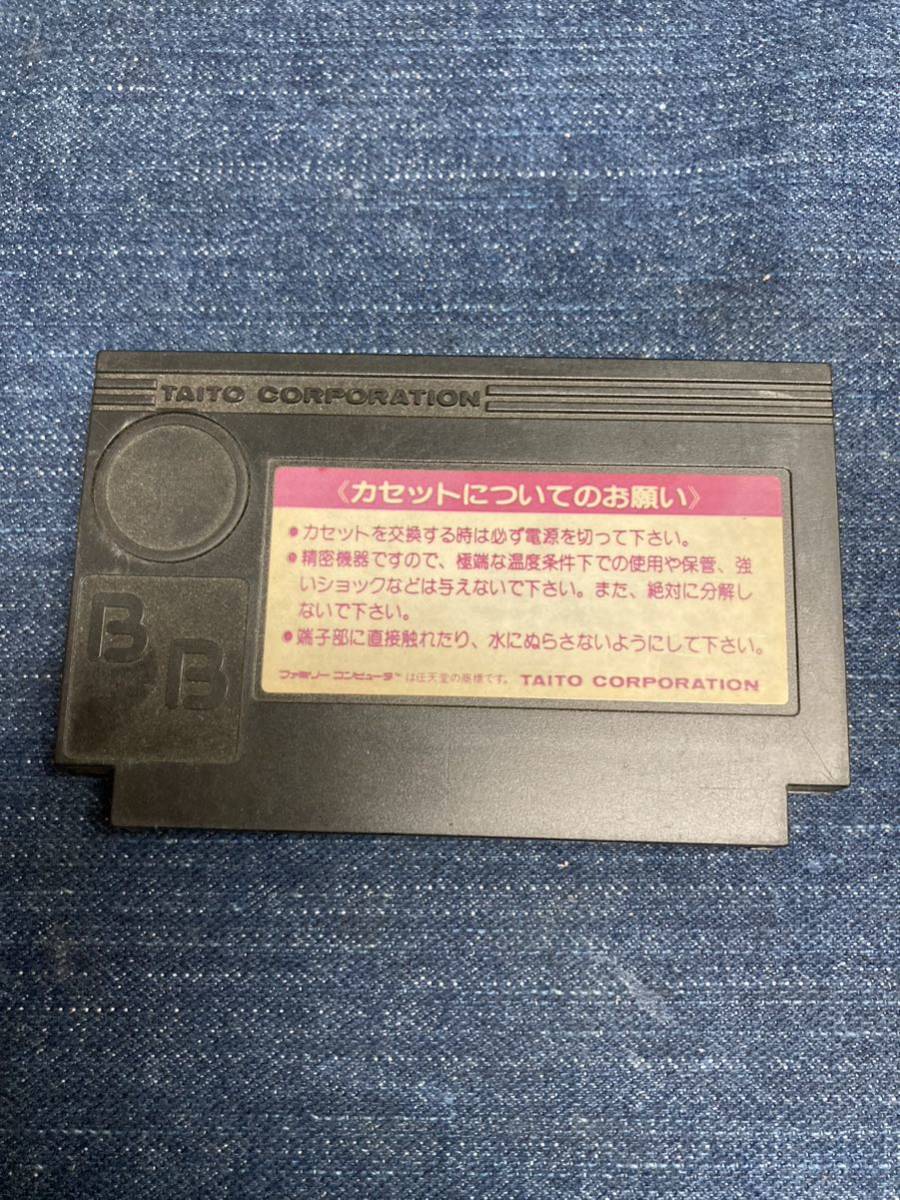 TAITO CORPORATION
《カセットについてのお願い》
●カセットを交換する時は必ず電源を切って下さい。
●精密機器ですので、極端な温度条件下での使用や保管、強
いショックなどは与えないで下さい。また、絶対に分解し
ないで下さい。
●端子部に直接触れたり、水にぬらさないようにして下さい。
ファミリーコンピュータ™は任天堂の商標です。 TAITO CORPORATION
B
B